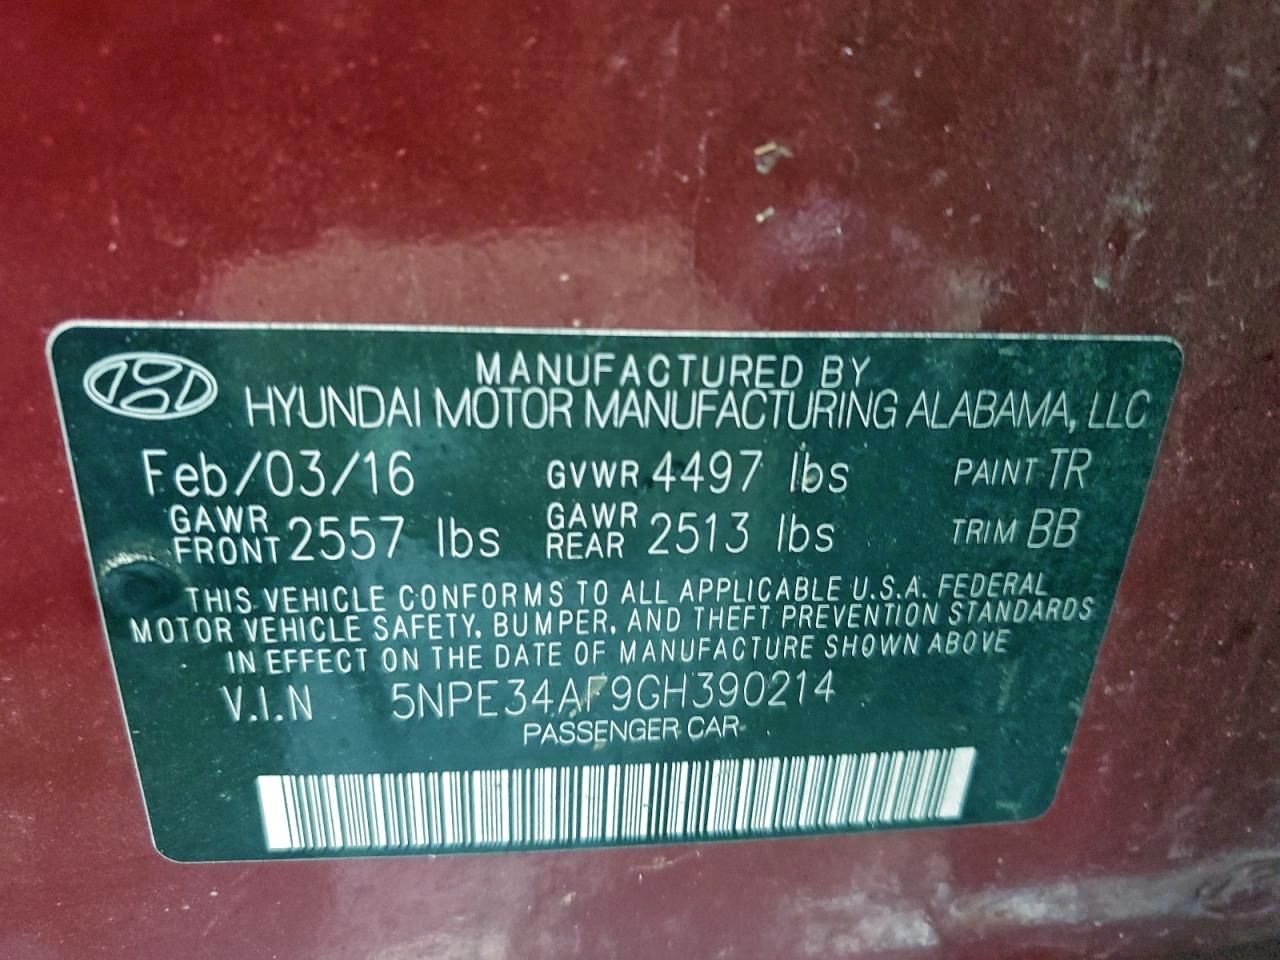 MANUFACTURED BY
HYUNDAI MOTOR MANUFACTURING ALABAMA, LLC
Feb/03/16 GVWR 4497 lbs PAINT TR
GAWR FRONT 2557 lbs GAWR REAR 2513 lbs TRIM BB
THIS VEHICLE CONFORMS TO ALL APPLICABLE U.S.A. FEDERAL
MOTOR VEHICLE SAFETY, BUMPER, AND THEFT PREVENTION STANDARDS
IN EFFECT ON THE DATE OF MANUFACTURE SHOWN ABOVE
V.I.N 5NPE34AF9GH390214
PASSENGER CAR